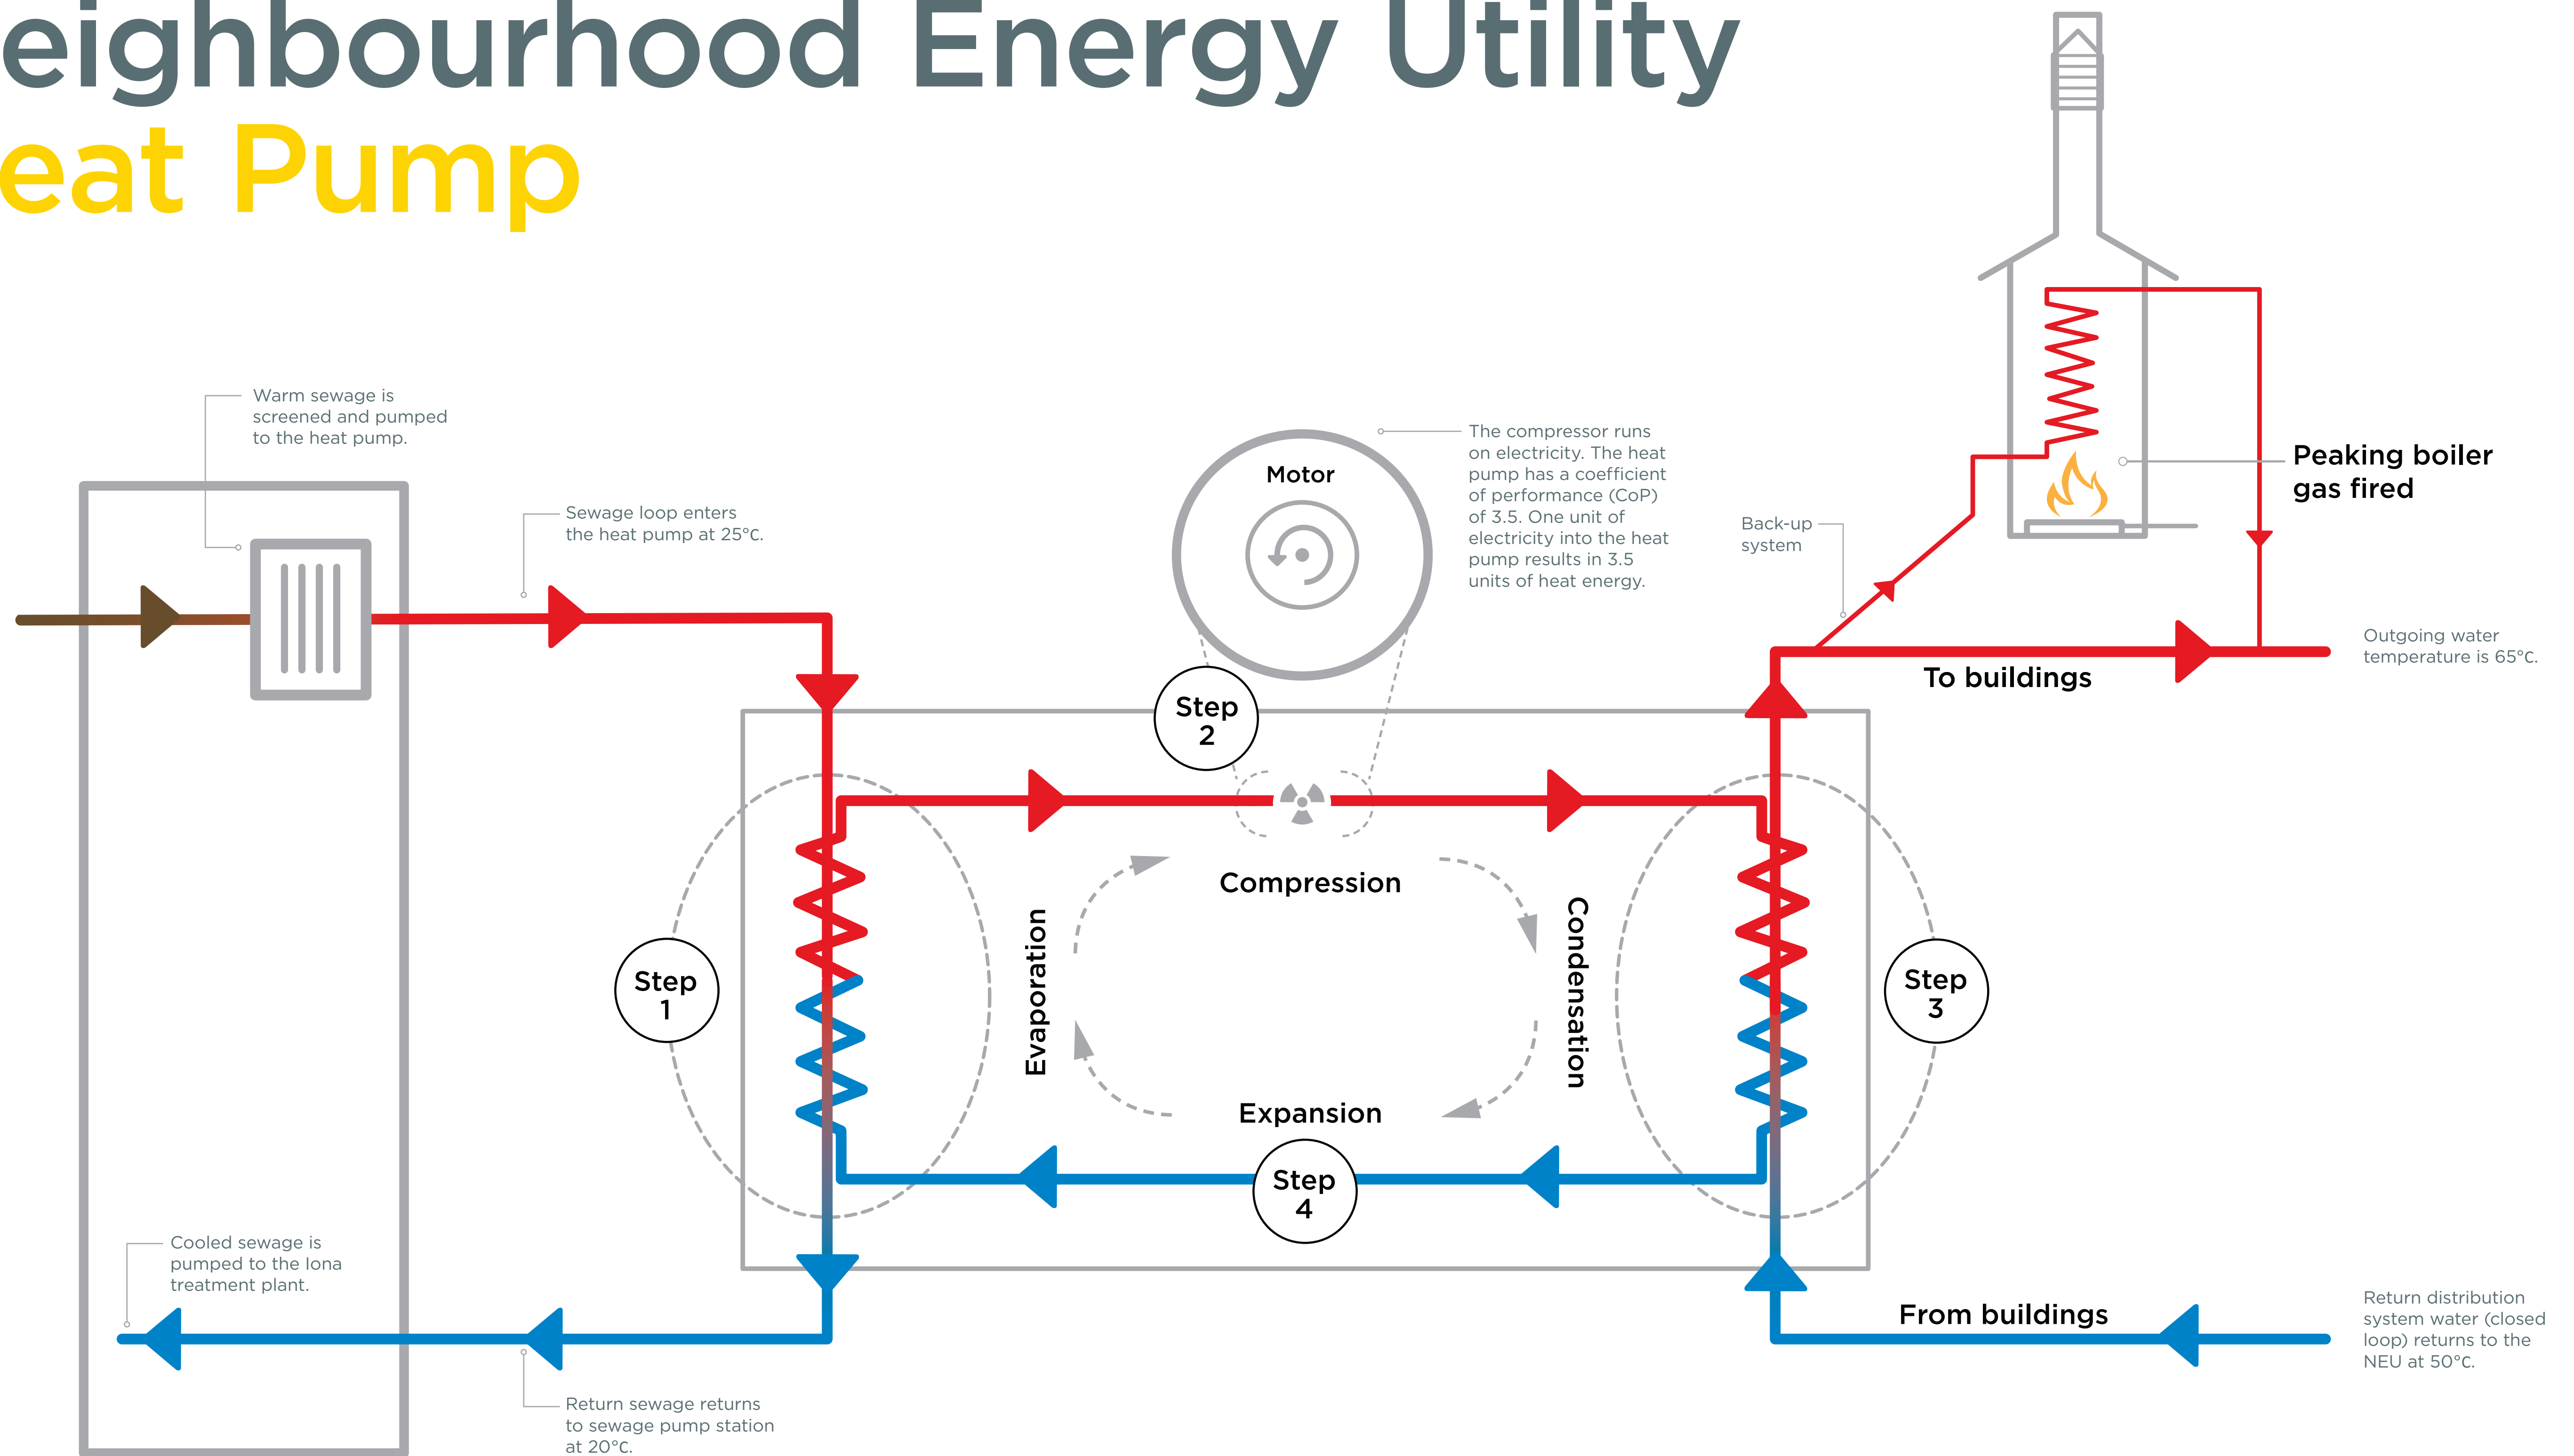 eighbourhood Energy Utility
eat Pump
Warm sewage is
screened and pumped
to the heat pump.
Sewage loop enters
the heat pump at 25°C.
Motor
The compressor runs
on electricity. The heat
pump has a coefficient
of performance (CoP)
of 3.5. One unit of
electricity into the heat
pump results in 3.5
units of heat energy.
Back-up
system
Peaking boiler
gas fired
Outgoing water
temperature is 65°C.
To buildings
Step
2
Compression
Evaporation
Condensation
Step
1
Step
3
Expansion
Step
4
Cooled sewage is
pumped to the Iona
treatment plant.
From buildings
Return distribution
system water (closed
loop) returns to the
NEU at 50°C.
Return sewage returns
to sewage pump station
at 20°C.